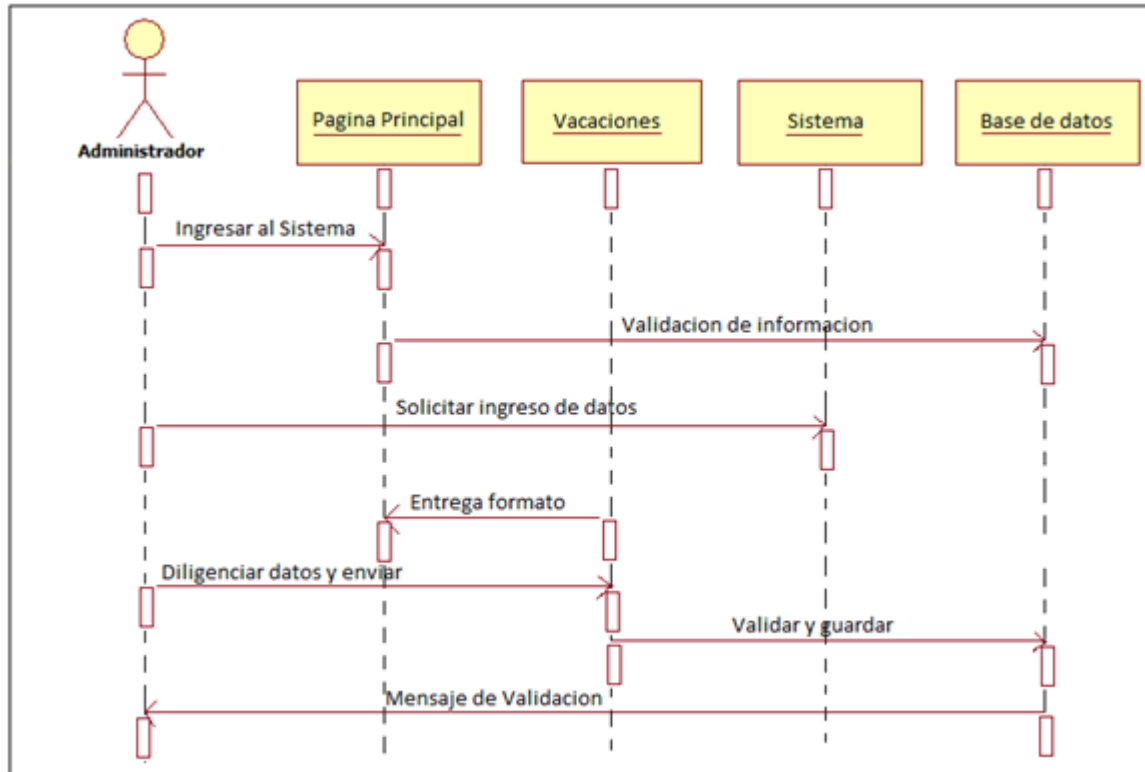 Pagina Principal
Vacaciones
Sistema
Base de datos
Administrador
Ingresar al Sistema
Validacion de informacion
Solicitar ingreso de datos
Entrega formato
Diligenciar datos y enviar
Validar y guardar
Mensaje de Validacion